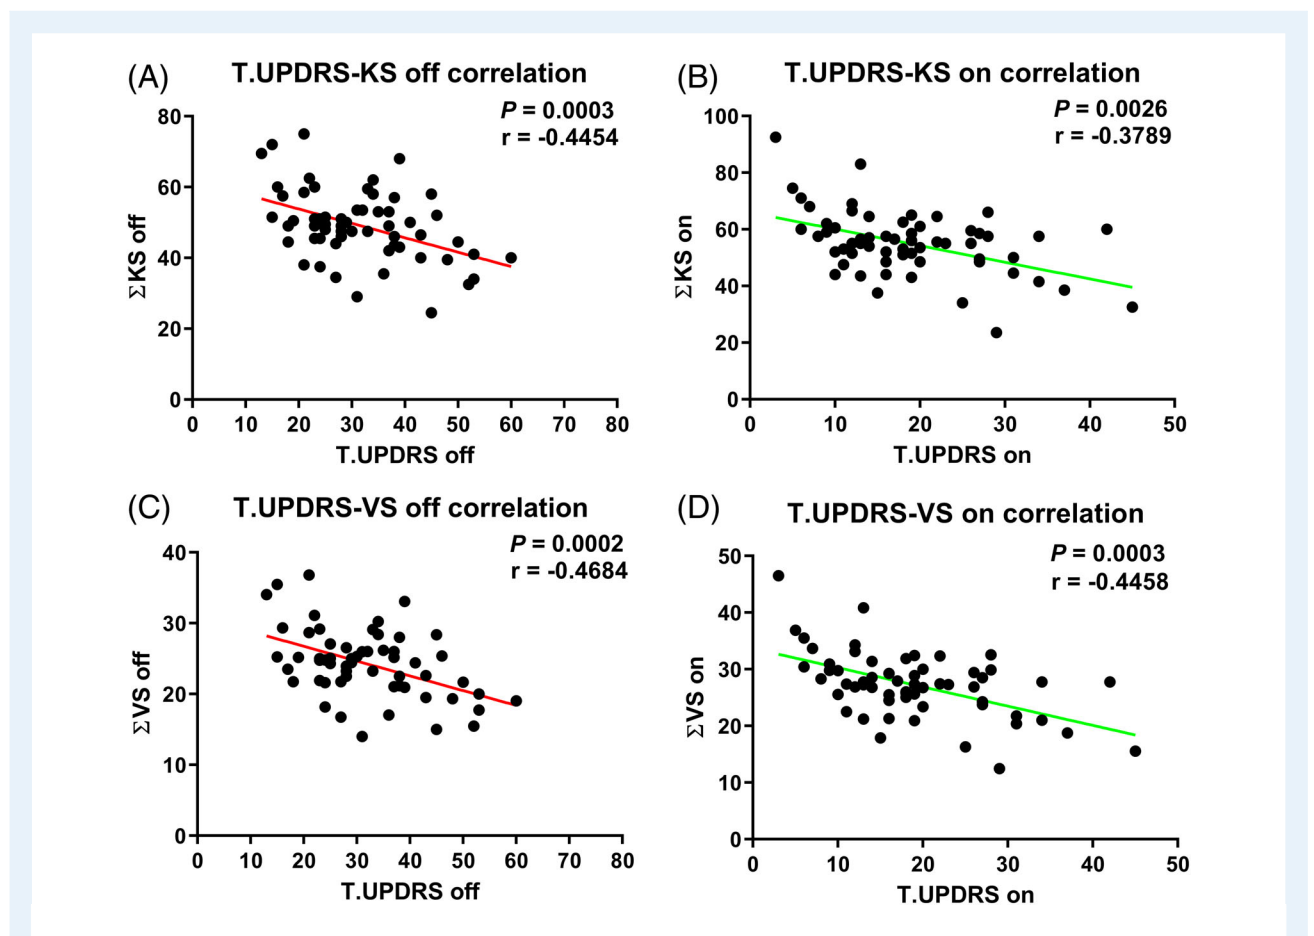 (A) T.UPDRS-KS off correlation
P = 0.0003
r = -0.4454
80
60
40
20
0
ΣKS off
0 10 20 30 40 50 60 70 80
T.UPDRS off
(B) T.UPDRS-KS on correlation
P = 0.0026
r = -0.3789
100
80
60
40
20
0
ΣKS on
0 10 20 30 40 50
T.UPDRS on
(C) T.UPDRS-VS off correlation
P = 0.0002
r = -0.4684
40
30
20
10
0
ΣVS off
0 10 20 30 40 50 60 70 80
T.UPDRS off
(D) T.UPDRS-VS on correlation
P = 0.0003
r = -0.4458
50
40
30
20
10
0
ΣVS on
0 10 20 30 40 50
T.UPDRS on